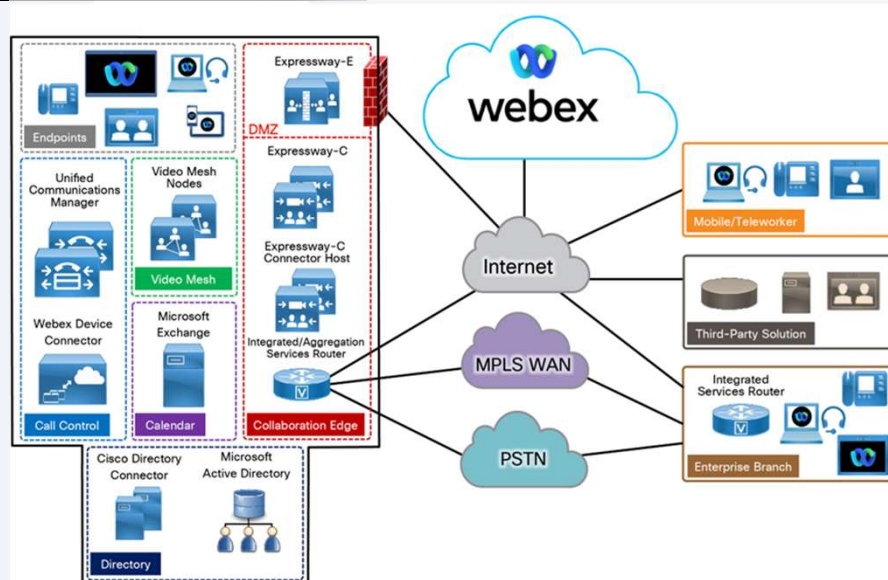 Endpoints
Unified
Communications
Manager
Webex Device
Connector
Call Control
Video Mesh
Nodes
Video Mesh
Microsoft
Exchange
Calendar
Expressway-E
DMZ
Expressway-C
Expressway-C
Connector Host
Integrated/Aggregation
Services Router
V
Collaboration Edge
Cisco Directory
Connector
Microsoft
Active Directory
Directory
webex
Internet
MPLS WAN
PSTN
Mobile/Teleworker
Third-Party Solution
Integrated
Services Router
V
Enterprise Branch